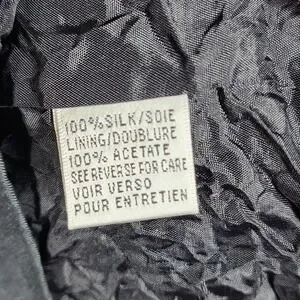 100% SILK/SOIE
LINING/DOUBLURE
100% ACETATE
SEE REVERSE FOR CARE
VOIR VERSO
POUR ENTRETIEN